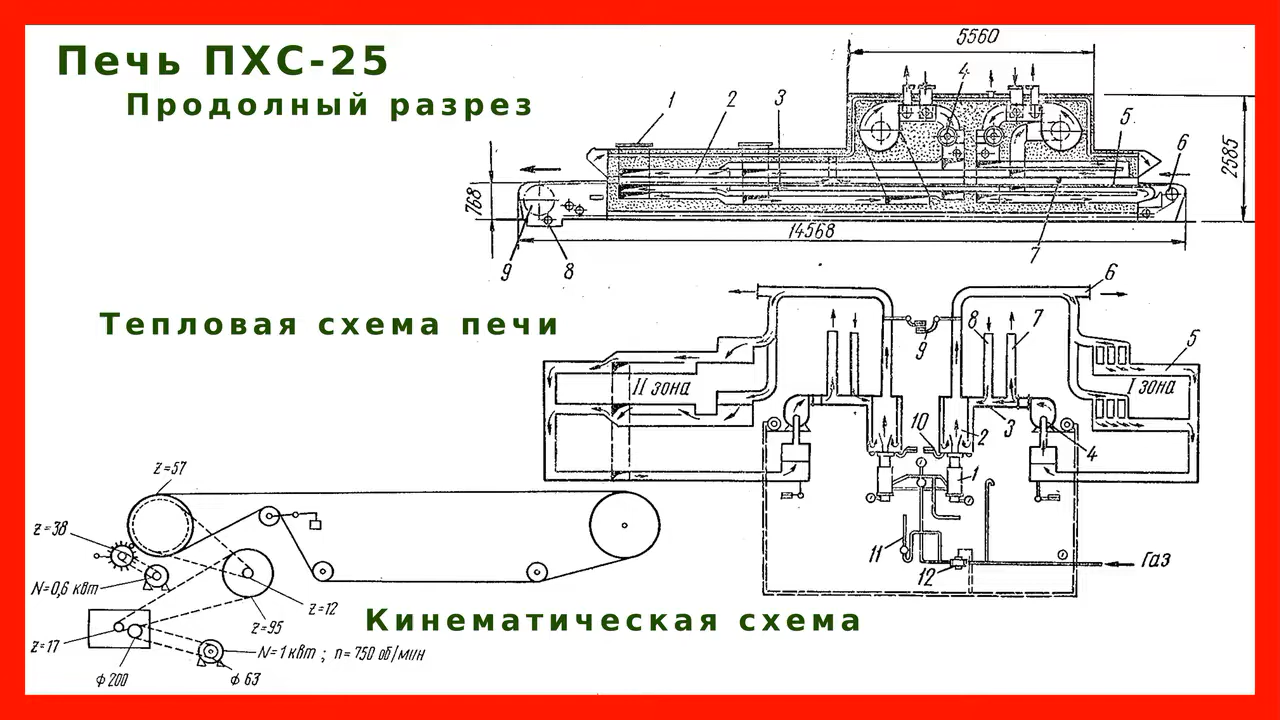 Печь ПХС-25
Продолный разрез
5560
1 2 3 4 5 6
768
2585
14568
9 8 7
Тепловая схема печи
6
9 8 7 5
II зона
I зона
10 2 3 4
1
11
12
Газ
z=57
z=38
N=0,6 квт
z=12
z=95
z=17
N=1 квт ; n=750 об/мин
ϕ200
ϕ63
Кинематическая схема